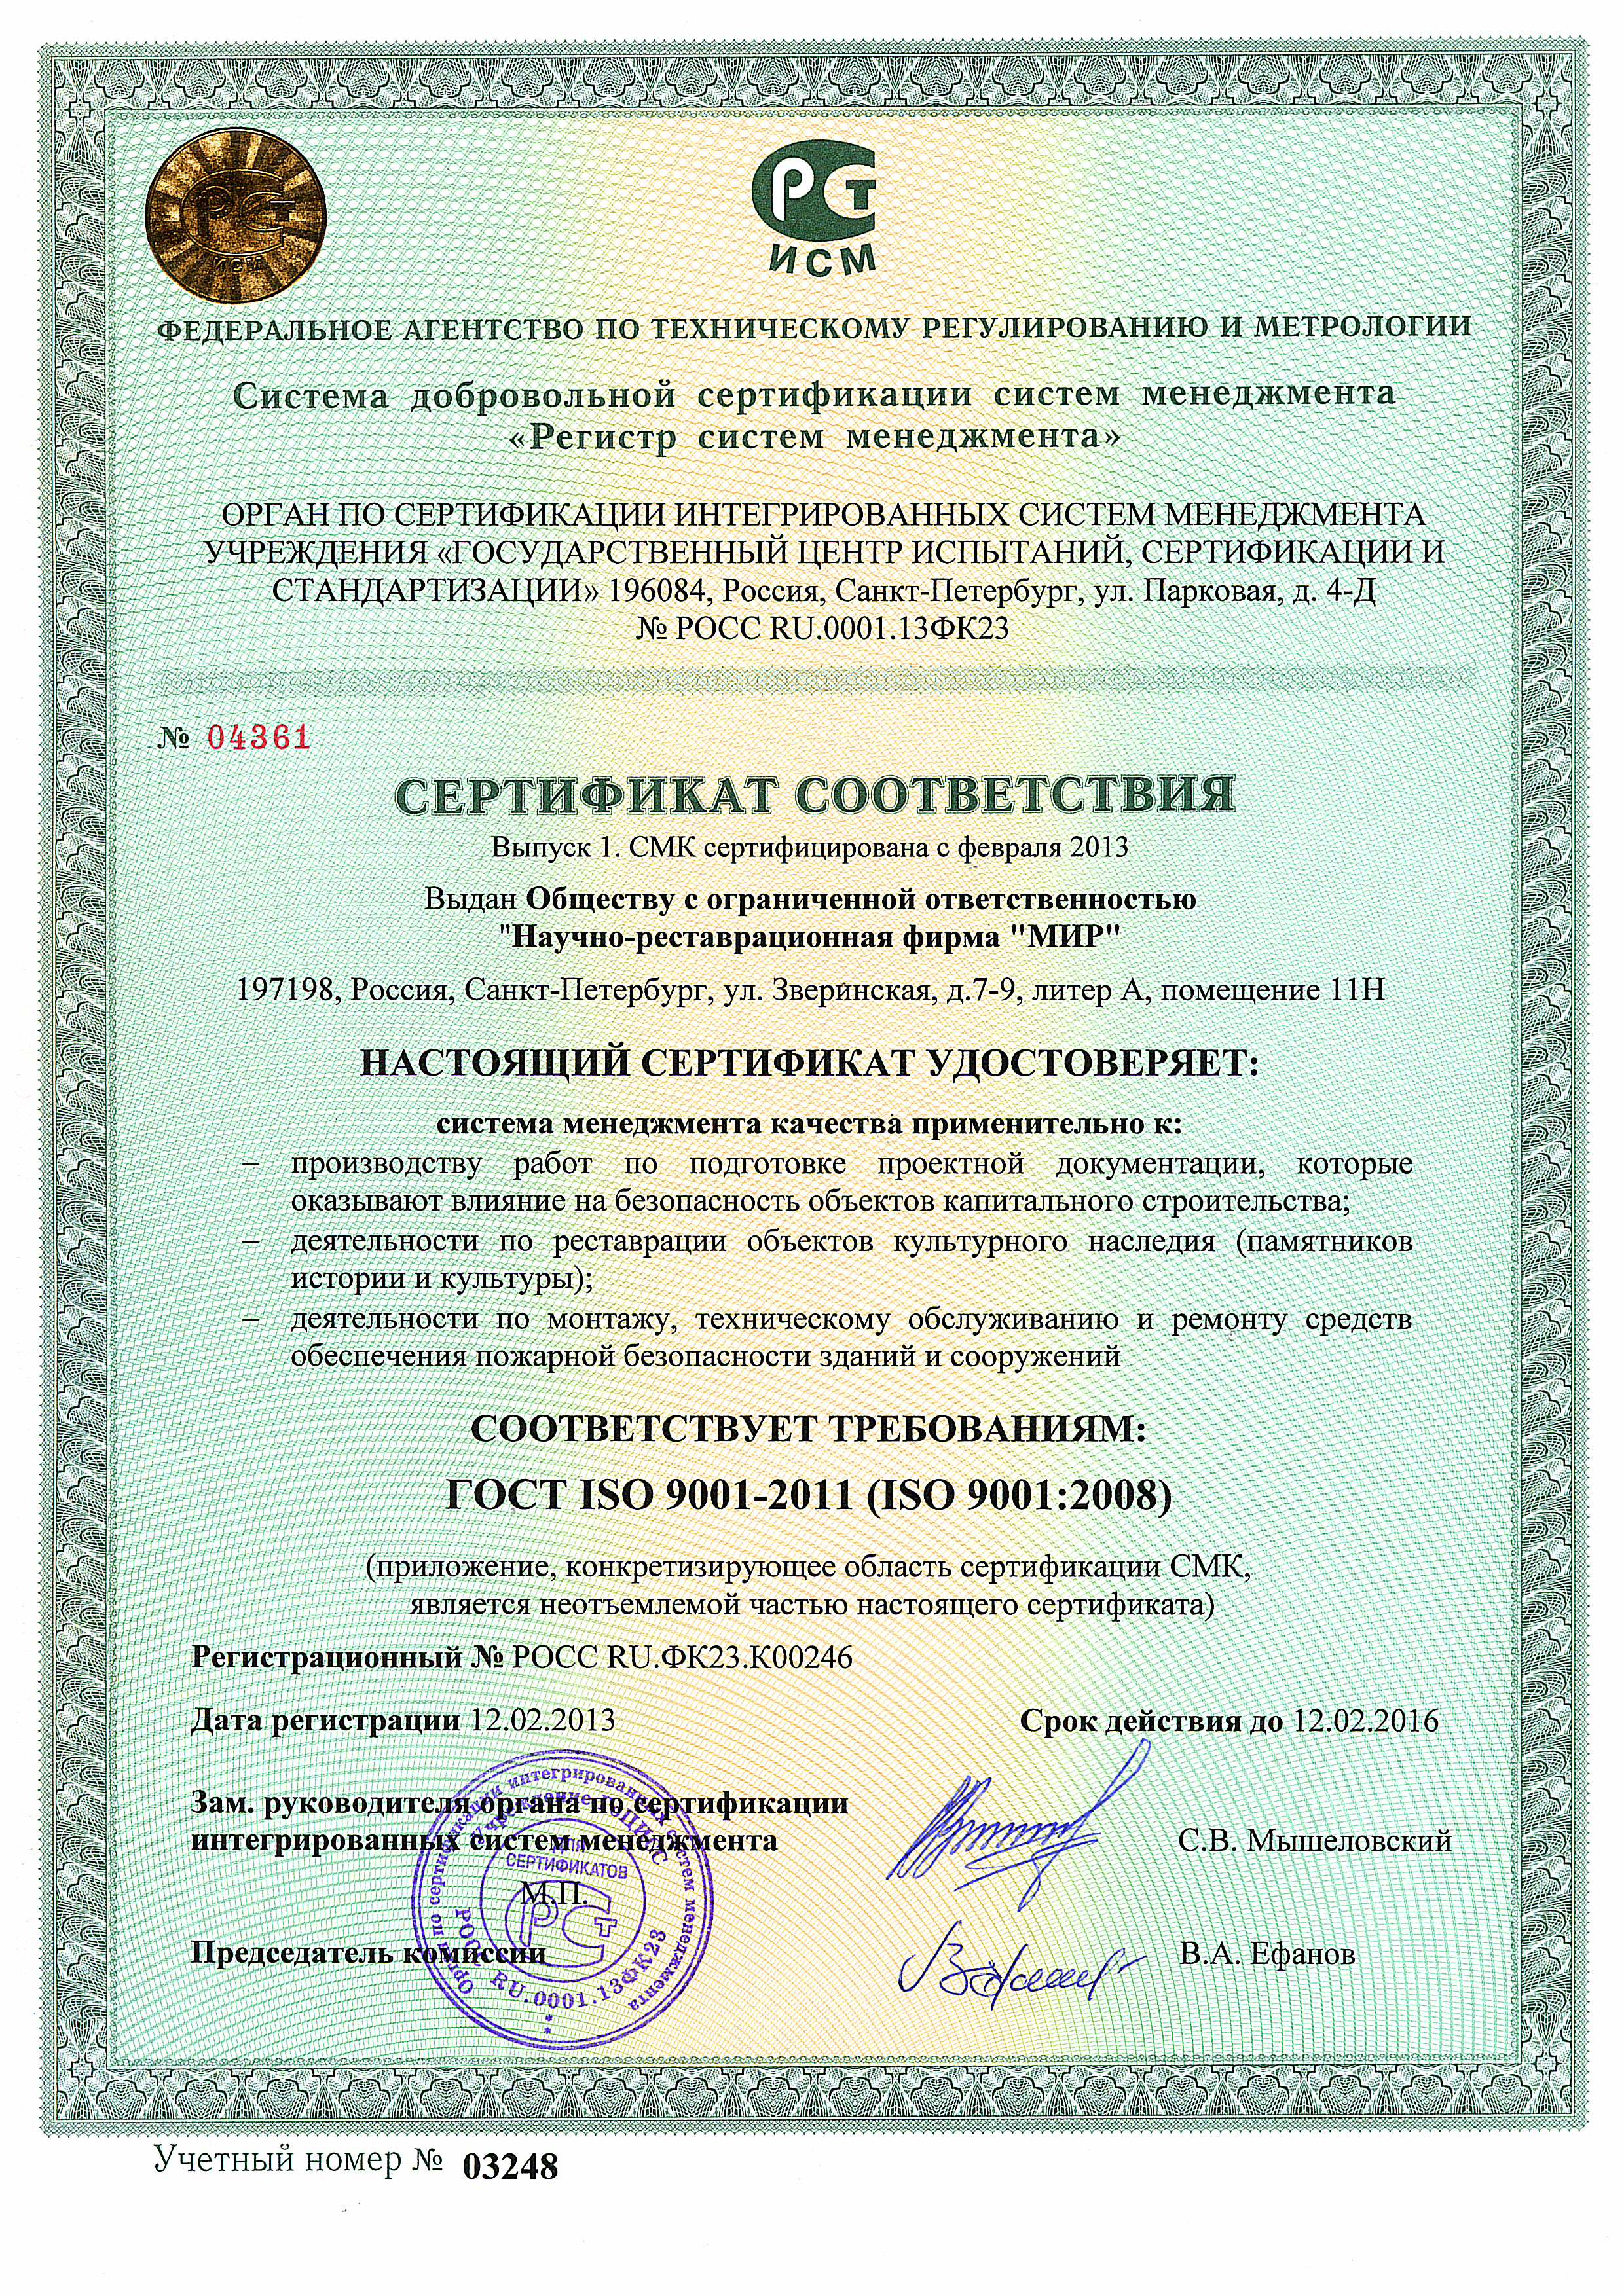 РСТ
ИСМ
РСТ
ИСМ
ФЕДЕРАЛЬНОЕ АГЕНТСТВО ПО ТЕХНИЧЕСКОМУ РЕГУЛИРОВАНИЮ И МЕТРОЛОГИИ
Система добровольной сертификации систем менеджмента
«Регистр систем менеджмента»
ОРГАН ПО СЕРТИФИКАЦИИ ИНТЕГРИРОВАННЫХ СИСТЕМ МЕНЕДЖМЕНТА
УЧРЕЖДЕНИЯ «ГОСУДАРСТВЕННЫЙ ЦЕНТР ИСПЫТАНИЙ, СЕРТИФИКАЦИИ И
СТАНДАРТИЗАЦИИ» 196084, Россия, Санкт-Петербург, ул. Парковая, д. 4-Д
№ РОСС RU.0001.13ФК23
№ 04361
СЕРТИФИКАТ СООТВЕТСТВИЯ
Выпуск 1. СМК сертифицирована с февраля 2013
Выдан Обществу с ограниченной ответственностью
"Научно-реставрационная фирма "МИР"
197198, Россия, Санкт-Петербург, ул. Зверинская, д.7-9, литер А, помещение 11Н
НАСТОЯЩИЙ СЕРТИФИКАТ УДОСТОВЕРЯЕТ:
система менеджмента качества применительно к:
– производству работ по подготовке проектной документации, которые
оказывают влияние на безопасность объектов капитального строительства;
– деятельности по реставрации объектов культурного наследия (памятников
истории и культуры);
– деятельности по монтажу, техническому обслуживанию и ремонту средств
обеспечения пожарной безопасности зданий и сооружений
СООТВЕТСТВУЕТ ТРЕБОВАНИЯМ:
ГОСТ ISO 9001-2011 (ISO 9001:2008)
(приложение, конкретизирующее область сертификации СМК,
является неотъемлемой частью настоящего сертификата)
Регистрационный № РОСС RU.ФК23.К00246
Дата регистрации 12.02.2013 Срок действия до 12.02.2016
Зам. руководителя органа по сертификации
интегрированных систем менеджмента С.В. Мышеловский
М.П.
Председатель комиссии В.А. Ефанов
Орган по сертификации интегрированных систем менеджмента
Учреждение
РОСС RU.0001.13ФК23
ДЛЯ
СЕРТИФИКАТОВ
РСТ
Учетный номер № 03248